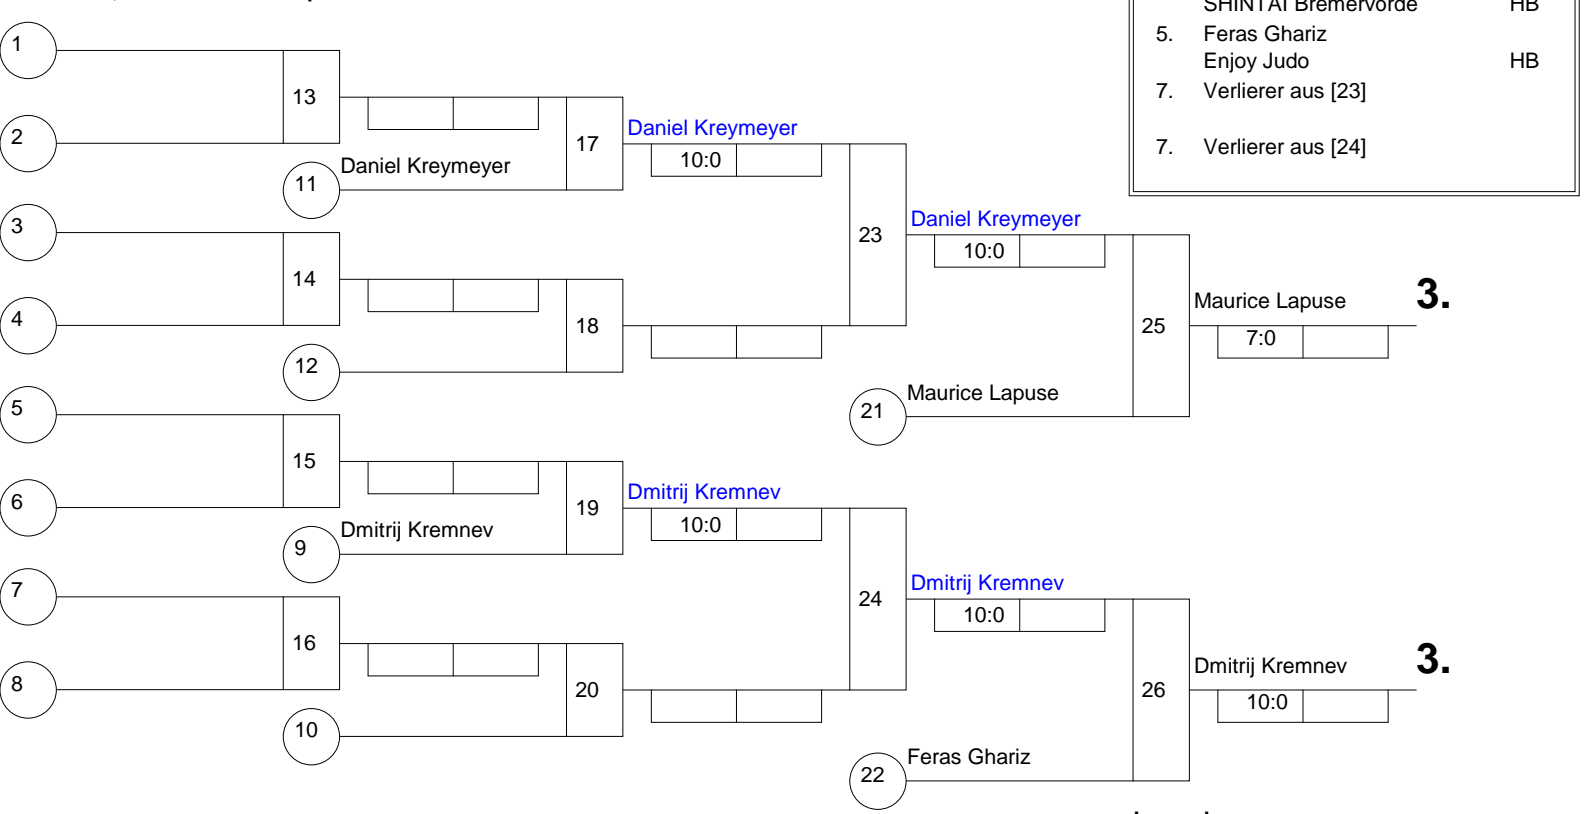 SHINTAI Bremervörde HB
5. Feras Ghariz
Enjoy Judo HB
7. Verlierer aus [23]
7. Verlierer aus [24]
1
13
2
17
Daniel Kreymeyer
10:0
11
Daniel Kreymeyer
3
23
Daniel Kreymeyer
10:0
14
4
18
25
Maurice Lapuse
3.
7:0
12
21
Maurice Lapuse
5
15
6
19
Dmitrij Kremnev
10:0
9
Dmitrij Kremnev
7
24
Dmitrij Kremnev
10:0
16
8
20
26
Dmitrij Kremnev
3.
10:0
10
22
Feras Ghariz